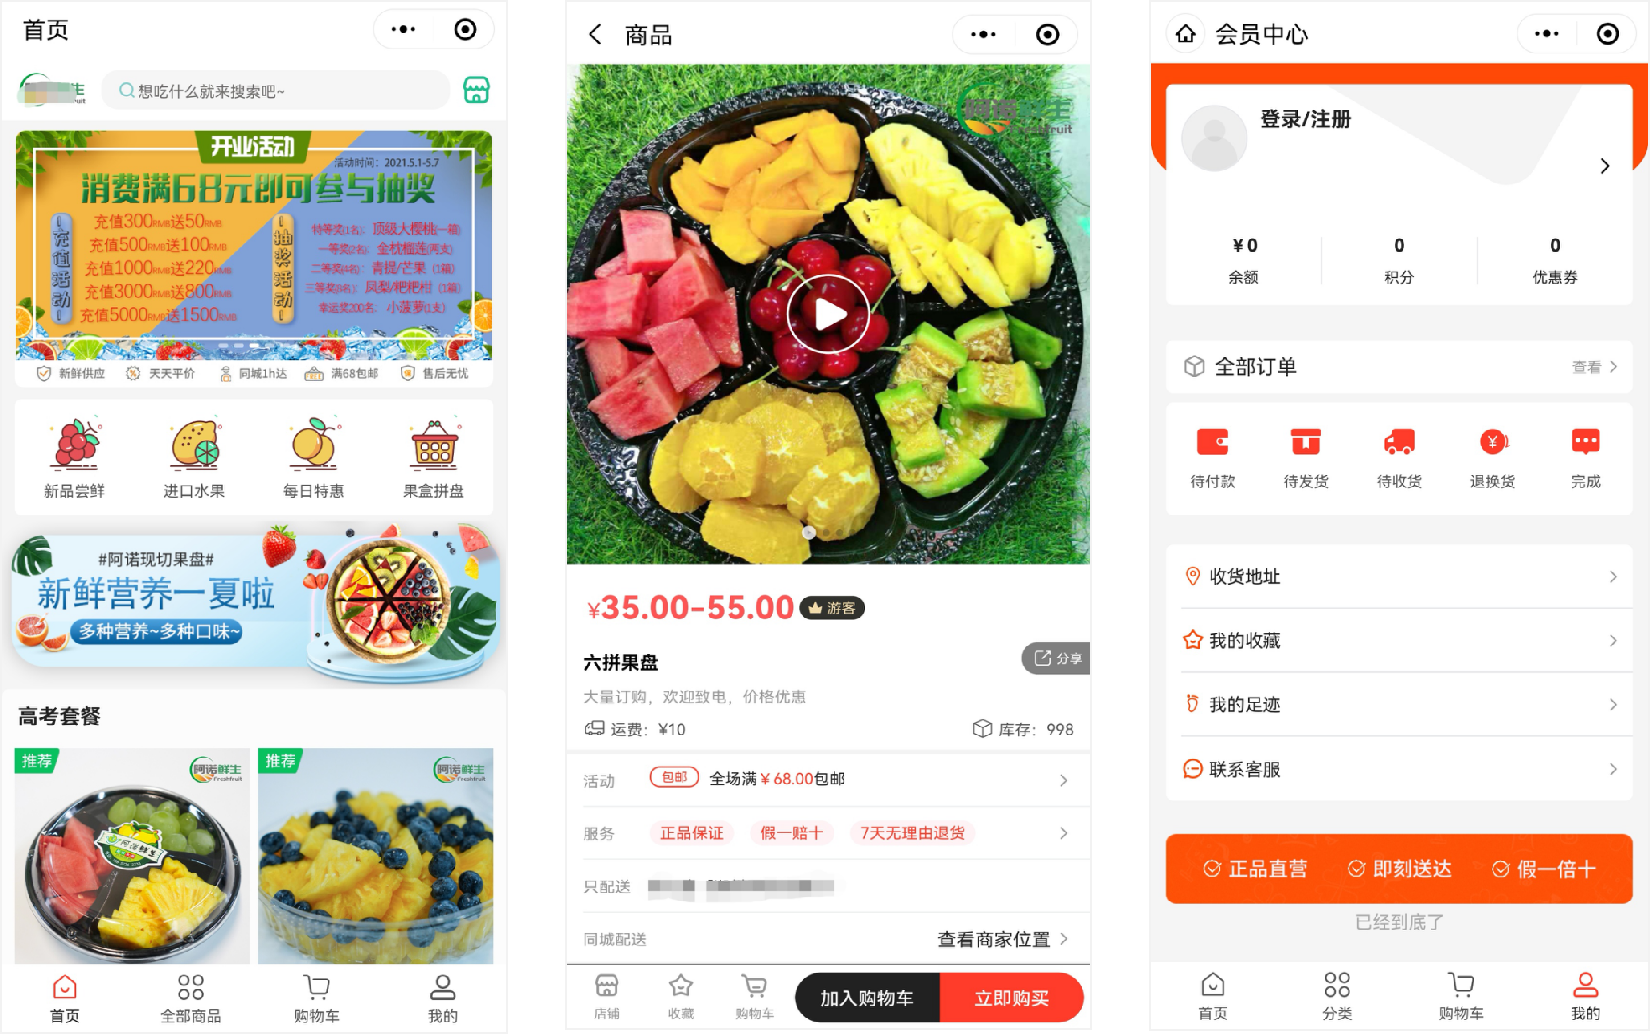 首页
生
想吃什么就来搜索吧~
开业活动
活动时间：2021.5.1-5.7
消费满68元即可参与抽奖
充值活动
充值300RMB送50RMB
充值500RMB送100RMB
充值1000RMB送220RMB
充值3000RMB送800RMB
充值5000RMB送1500RMB
抽奖活动
特等奖(1名)：顶级大樱桃(一箱)
一等奖(2名)：金枕榴莲(两支)
二等奖(4名)：青提/芒果（1箱）
三等奖(8名)：凤梨/粑粑柑（1箱）
幸运奖200名：小菠萝(1支)
新鲜供应
天天平价
同城1h达
满68包邮
售后无忧
新品尝鲜
进口水果
每日特惠
果盒拼盘
#阿诺现切果盘#
新鲜营养一夏啦
多种营养~多种口味~
高考套餐
推荐
阿诺鲜生
Freshfruit
阿诺鲜生
推荐
阿诺鲜生
Freshfruit
首页
全部商品
购物车
我的
商品
阿诺鲜生
Freshfruit
¥35.00-55.00
游客
六拼果盘
分享
大量订购，欢迎致电，价格优惠
运费：¥10
库存：998
活动
包邮
全场满￥68.00包邮
服务
正品保证
假一赔十
7天无理由退货
只配送
同城配送
查看商家位置
店铺
收藏
购物车
加入购物车
立即购买
会员中心
登录/注册
¥0
余额
0
积分
0
优惠券
全部订单
查看
待付款
待发货
待收货
退换货
完成
收货地址
我的收藏
我的足迹
联系客服
正品直营
即刻送达
假一倍十
已经到底了
首页
分类
购物车
我的